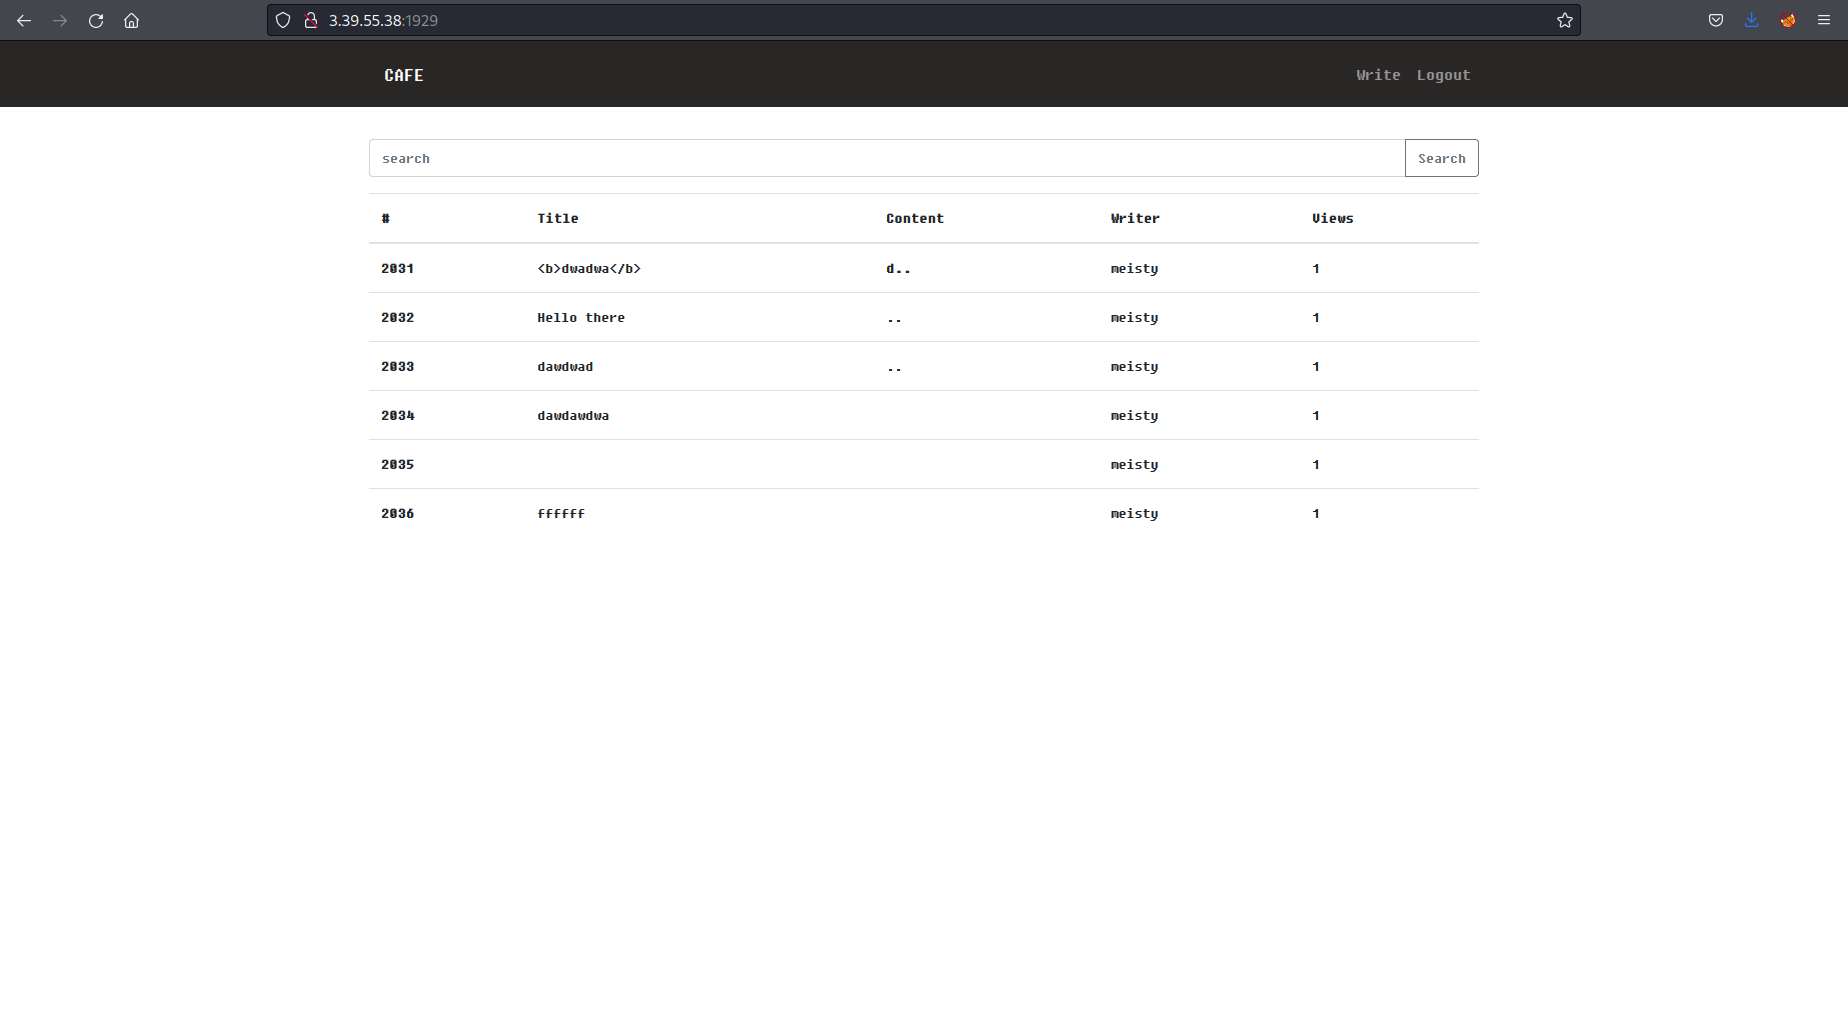 3.39.55.38:1929
CAFE Write Logout
search Search
# Title Content Writer Views
2031 <b>dwadwa</b> d.. meisty 1
2032 Hello there .. meisty 1
2033 dawdwad .. meisty 1
2034 dawdawdwa meisty 1
2035 meisty 1
2036 ffffff meisty 1